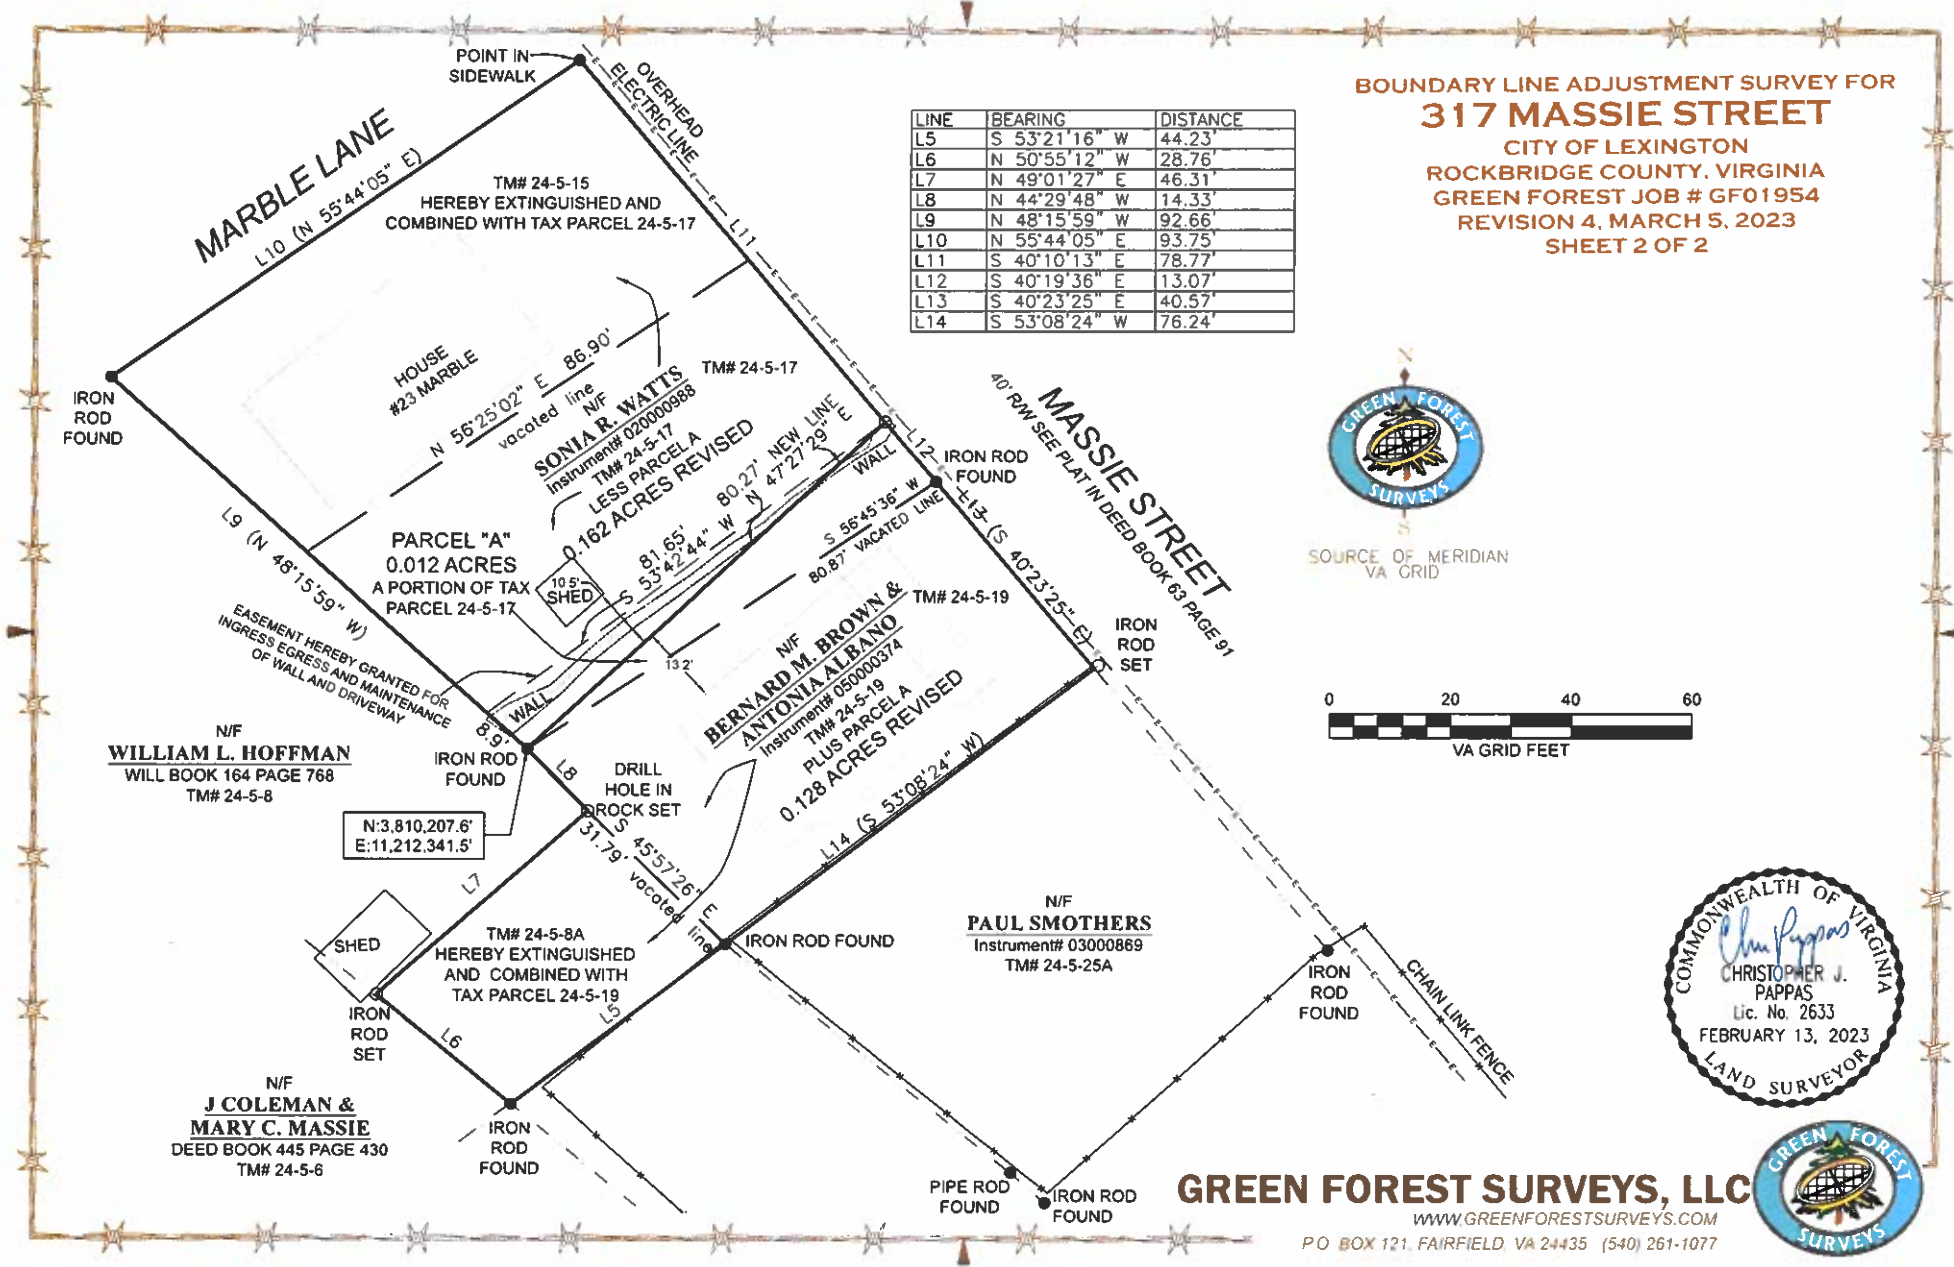 POINT IN
SIDEWALK
OVERHEAD
ELECTRIC LINE
MARBLE LANE
L10 (N 55°44'05" E)
TM# 24-5-15
HEREBY EXTINGUISHED AND
COMBINED WITH TAX PARCEL 24-5-17
L11
LINE BEARING DISTANCE
L5 S 53°21'16" W 44.23'
L6 N 50°55'12" W 28.76'
L7 N 49°01'27" E 46.31'
L8 N 44°29'48" W 14.33'
L9 N 48°15'59" W 92.66'
L10 N 55°44'05" E 93.75'
L11 S 40°10'13" E 78.77'
L12 S 40°19'36" E 13.07'
L13 S 40°23'25" E 40.57'
L14 S 53°08'24" W 76.24'
BOUNDARY LINE ADJUSTMENT SURVEY FOR
317 MASSIE STREET
CITY OF LEXINGTON
ROCKBRIDGE COUNTY, VIRGINIA
GREEN FOREST JOB # GF01954
REVISION 4, MARCH 5, 2023
SHEET 2 OF 2
IRON
ROD
FOUND
HOUSE
#23 MARBLE
N 56°25'02" E 86.90'
vacated line
TM# 24-5-17
N/F
SONIA R. WATTS
Instrument# 020000988
TM# 24-5-17
LESS PARCEL A
0.162 ACRES REVISED
80.27' NEW LINE
N 47°27'29" E
81.65'
S 53°42'44" W
WALL
L12
IRON ROD
FOUND
MASSIE STREET
40' R/W SEE PLAT IN DEED BOOK 63 PAGE 91
L13 (S 40°23'25" E)
N
GREEN FOREST
SURVEYS
S
SOURCE OF MERIDIAN
VA GRID
L9 (N 48°15'59" W)
PARCEL "A"
0.012 ACRES
A PORTION OF TAX
PARCEL 24-5-17
10.5'
SHED
S 56°45'36" W
80.87' VACATED LINE
TM# 24-5-19
IRON
ROD
SET
13.2'
EASEMENT HEREBY GRANTED FOR
INGRESS EGRESS AND MAINTENANCE
OF WALL AND DRIVEWAY
WALL
8.9'
N/F
BERNARD M. BROWN &
ANTONIA ALBANO
Instrument# 050000374
TM# 24-5-19
PLUS PARCEL A
0.128 ACRES REVISED
0 20 40 60
VA GRID FEET
N/F
WILLIAM L. HOFFMAN
WILL BOOK 164 PAGE 768
TM# 24-5-8
IRON ROD
FOUND
L8
DRILL
HOLE IN
ROCK SET
N:3,810,207.6'
E:11,212,341.5'
S 45°57'26" E
31.79' vacated line
L14 (S 53°08'24" W)
L7
SHED
TM# 24-5-8A
HEREBY EXTINGUISHED
AND COMBINED WITH
TAX PARCEL 24-5-19
IRON ROD FOUND
N/F
PAUL SMOTHERS
Instrument# 03000869
TM# 24-5-25A
IRON
ROD
FOUND
CHAIN LINK FENCE
COMMONWEALTH OF VIRGINIA
Chris Pappas
CHRISTOPHER J.
PAPPAS
Lic. No. 2633
FEBRUARY 13, 2023
LAND SURVEYOR
IRON
ROD
SET
L6
L5
N/F
J COLEMAN &
MARY C. MASSIE
DEED BOOK 445 PAGE 430
TM# 24-5-6
IRON
ROD
FOUND
PIPE ROD
FOUND
IRON ROD
FOUND
GREEN FOREST SURVEYS, LLC
WWW.GREENFORESTSURVEYS.COM
P O BOX 121, FAIRFIELD, VA 24435 (540) 261-1077
GREEN FOREST
SURVEYS